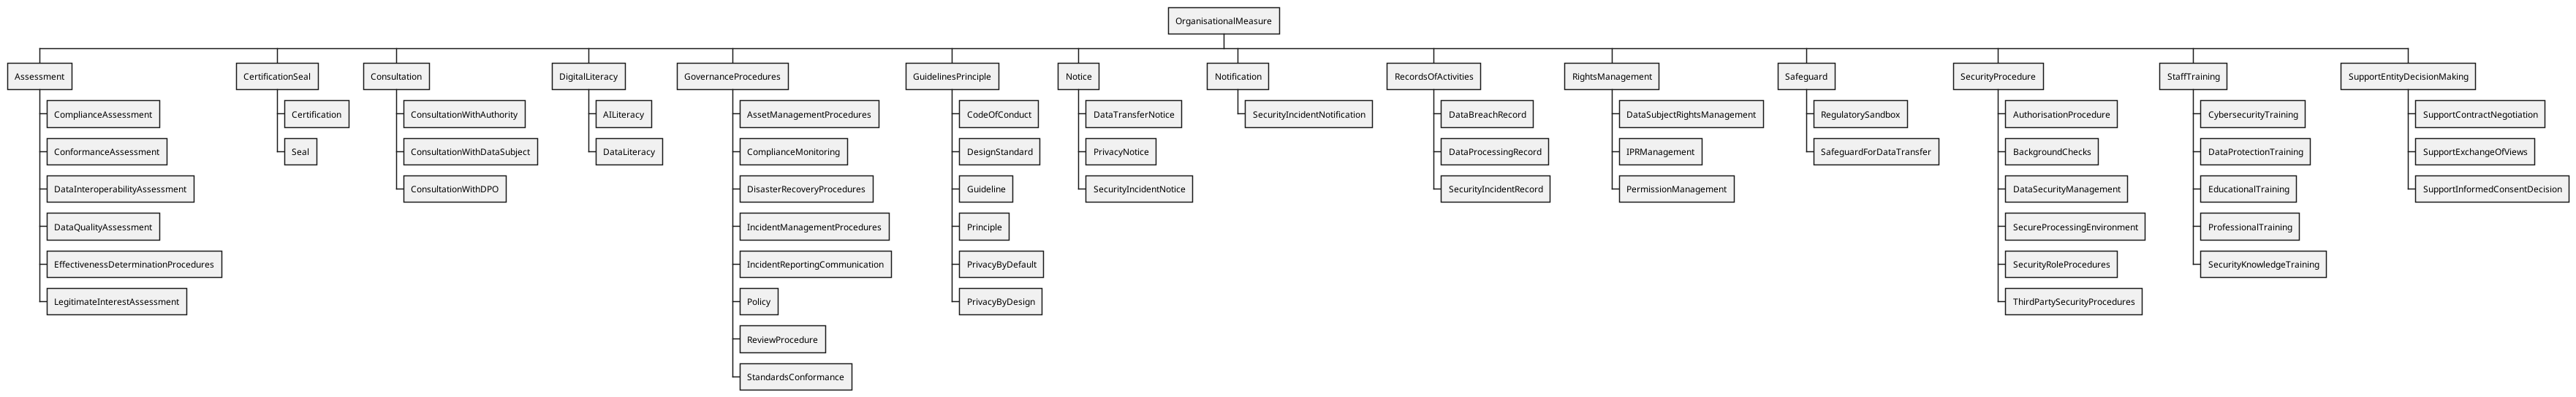 OrganisationalMeasure
Assessment
ComplianceAssessment
ConformanceAssessment
DataInteroperabilityAssessment
DataQualityAssessment
EffectivenessDeterminationProcedures
LegitimateInterestAssessment
CertificationSeal
Certification
Seal
Consultation
ConsultationWithAuthority
ConsultationWithDataSubject
ConsultationWithDPO
DigitalLiteracy
AILiteracy
DataLiteracy
GovernanceProcedures
AssetManagementProcedures
ComplianceMonitoring
DisasterRecoveryProcedures
IncidentManagementProcedures
IncidentReportingCommunication
Policy
ReviewProcedure
StandardsConformance
GuidelinesPrinciple
CodeOfConduct
DesignStandard
Guideline
Principle
PrivacyByDefault
PrivacyByDesign
Notice
DataTransferNotice
PrivacyNotice
SecurityIncidentNotice
Notification
SecurityIncidentNotification
RecordsOfActivities
DataBreachRecord
DataProcessingRecord
SecurityIncidentRecord
RightsManagement
DataSubjectRightsManagement
IPRManagement
PermissionManagement
Safeguard
RegulatorySandbox
SafeguardForDataTransfer
SecurityProcedure
AuthorisationProcedure
BackgroundChecks
DataSecurityManagement
SecureProcessingEnvironment
SecurityRoleProcedures
ThirdPartySecurityProcedures
StaffTraining
CybersecurityTraining
DataProtectionTraining
EducationalTraining
ProfessionalTraining
SecurityKnowledgeTraining
SupportEntityDecisionMaking
SupportContractNegotiation
SupportExchangeOfViews
SupportInformedConsentDecision